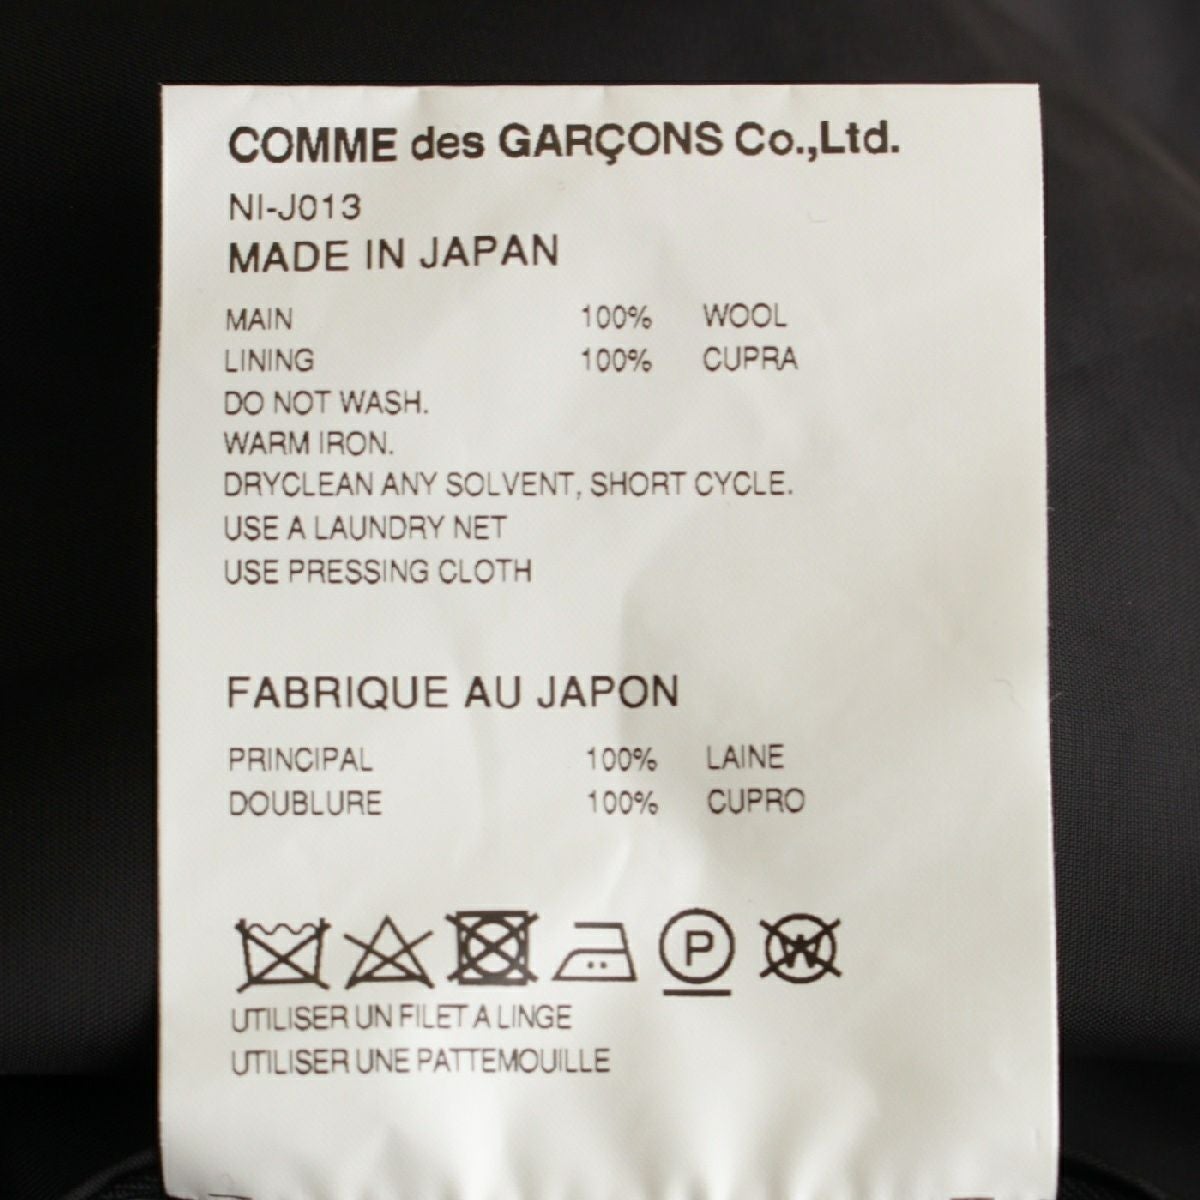 COMME des GARÇONS Co.,Ltd.
NI-J013
MADE IN JAPAN
MAIN 100% WOOL
LINING 100% CUPRA
DO NOT WASH.
WARM IRON.
DRYCLEAN ANY SOLVENT, SHORT CYCLE.
USE A LAUNDRY NET
USE PRESSING CLOTH
FABRIQUE AU JAPON
PRINCIPAL 100% LAINE
DOUBLURE 100% CUPRO
P W
UTILISER UN FILET A LINGE
UTILISER UNE PATTEMOUILLE